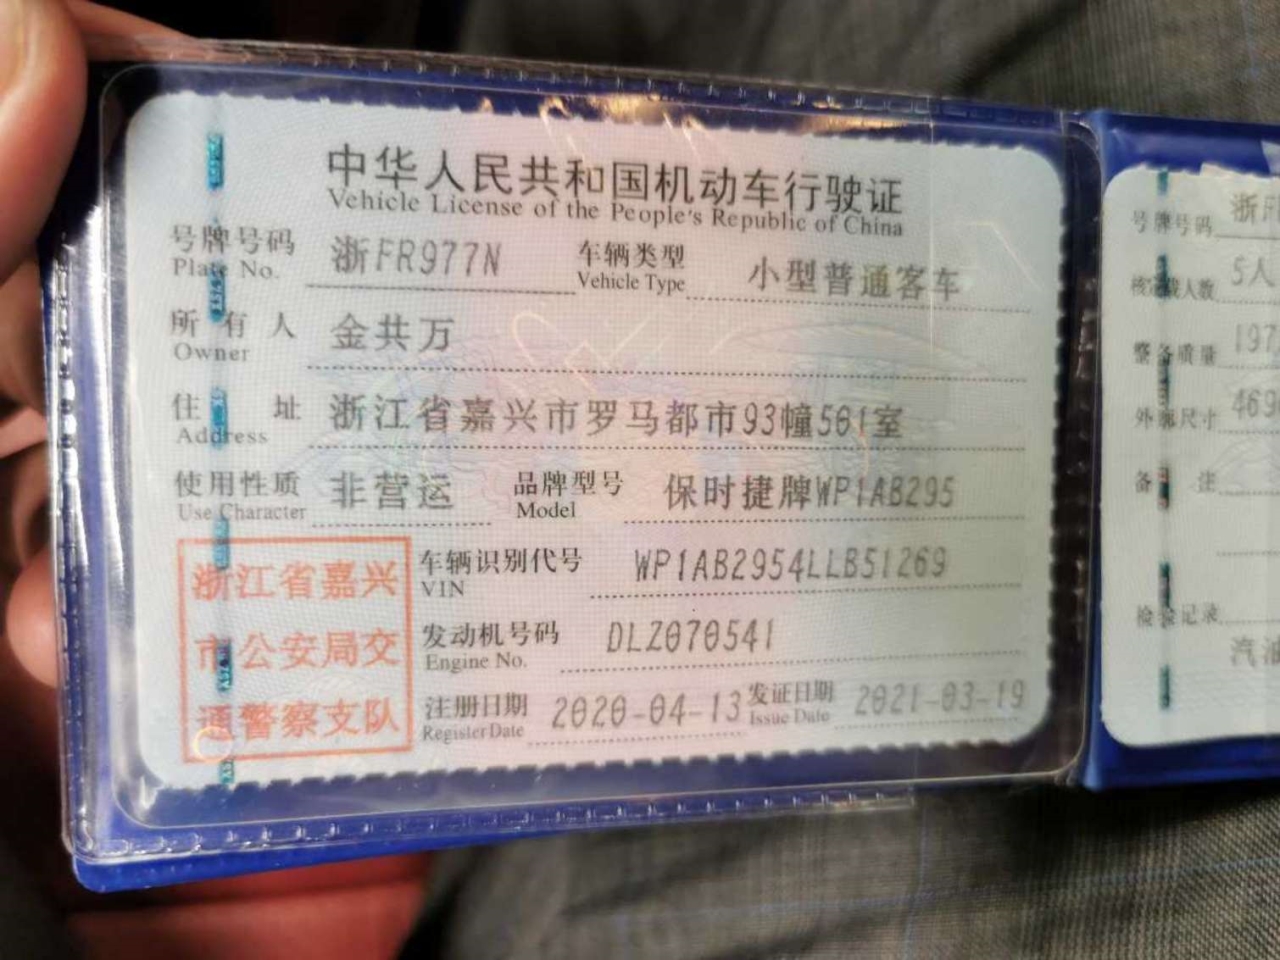 中华人民共和国机动车行驶证
Vehicle License of the People's Republic of China
号牌号码 浙FR977N 车辆类型 小型普通客车
Plate No. Vehicle Type
所有人 金共万
Owner
住址 浙江省嘉兴市罗马都市93幢501室
Address
使用性质 非营运 品牌型号 保时捷牌WP1AB295
Use Character Model
浙江省嘉兴
市公安局交
通警察支队
车辆识别代号 WP1AB2954LLB51269
VIN
发动机号码 DLZ070541
Engine No.
注册日期 2020-04-13 发证日期 2021-03-19
Register Date Issue Date
号牌号码 浙
核定载人数 5人
整备质量 197
外廓尺寸 469
备注
检验记录
汽油